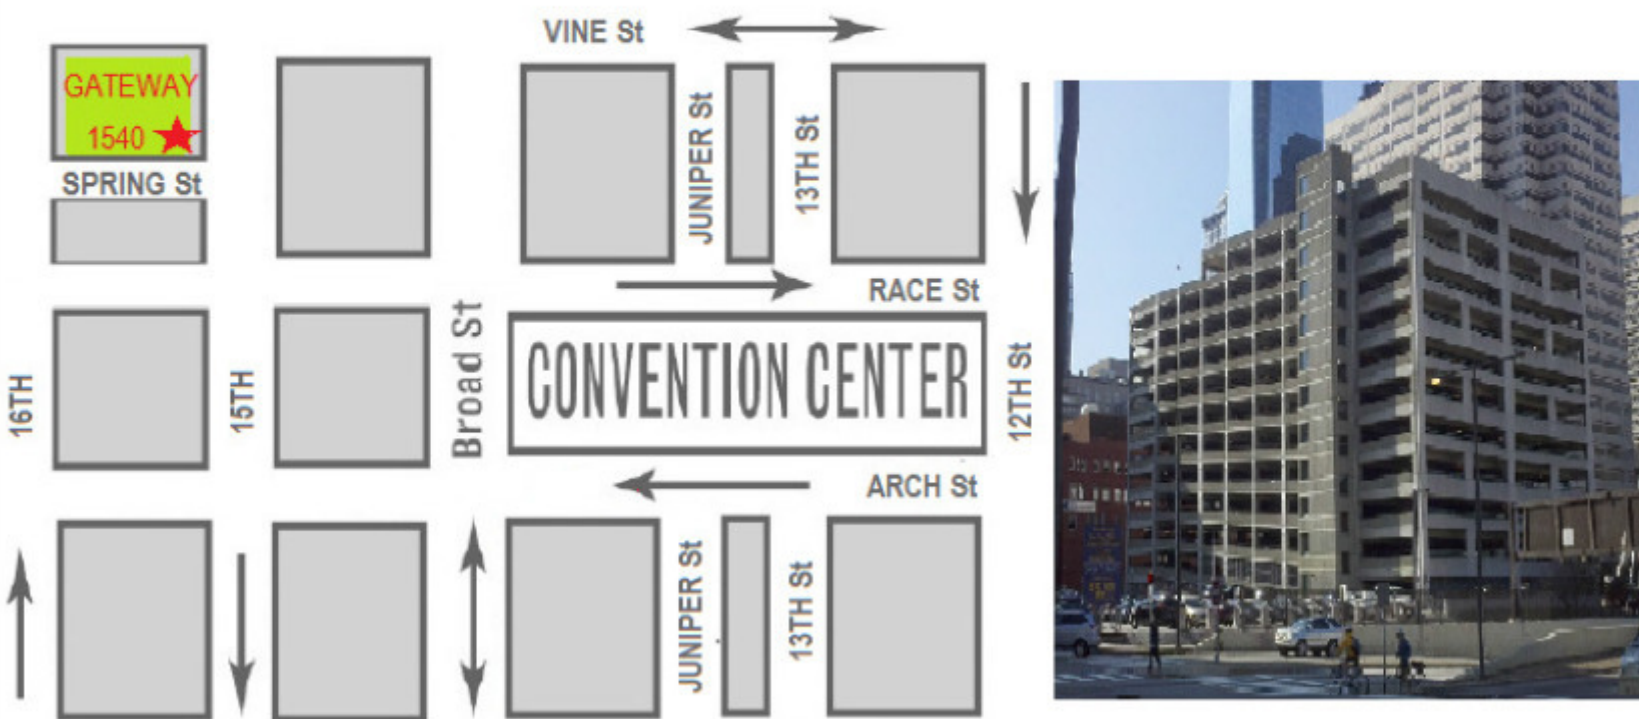 VINE St
GATEWAY
1540
SPRING St
JUNIPER St
13TH St
RACE St
16TH
15TH
Broad St
CONVENTION CENTER
12TH St
ARCH St
JUNIPER St
13TH St